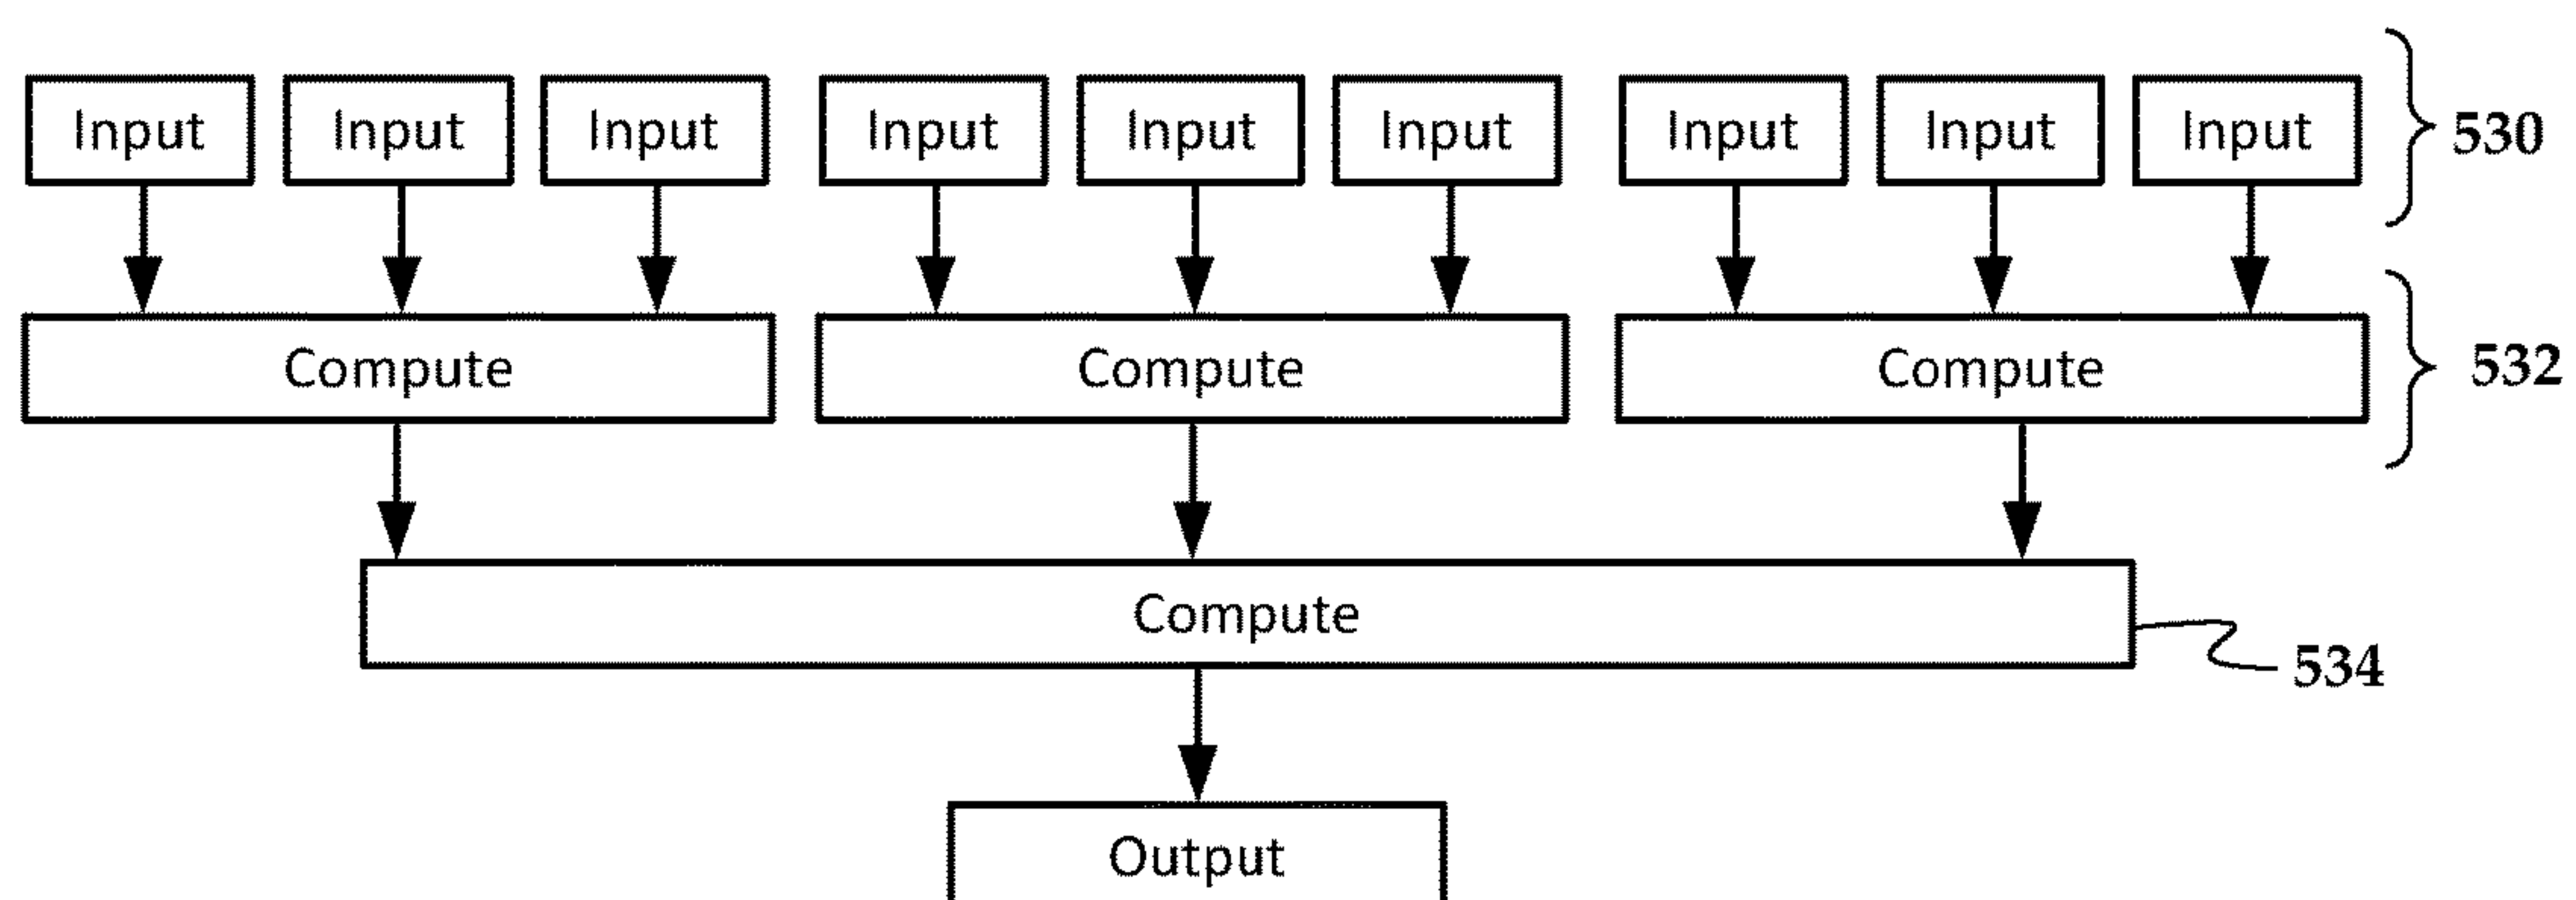 Input Input Input Input Input Input Input Input Input 530
Compute Compute Compute 532
Compute
534
Output